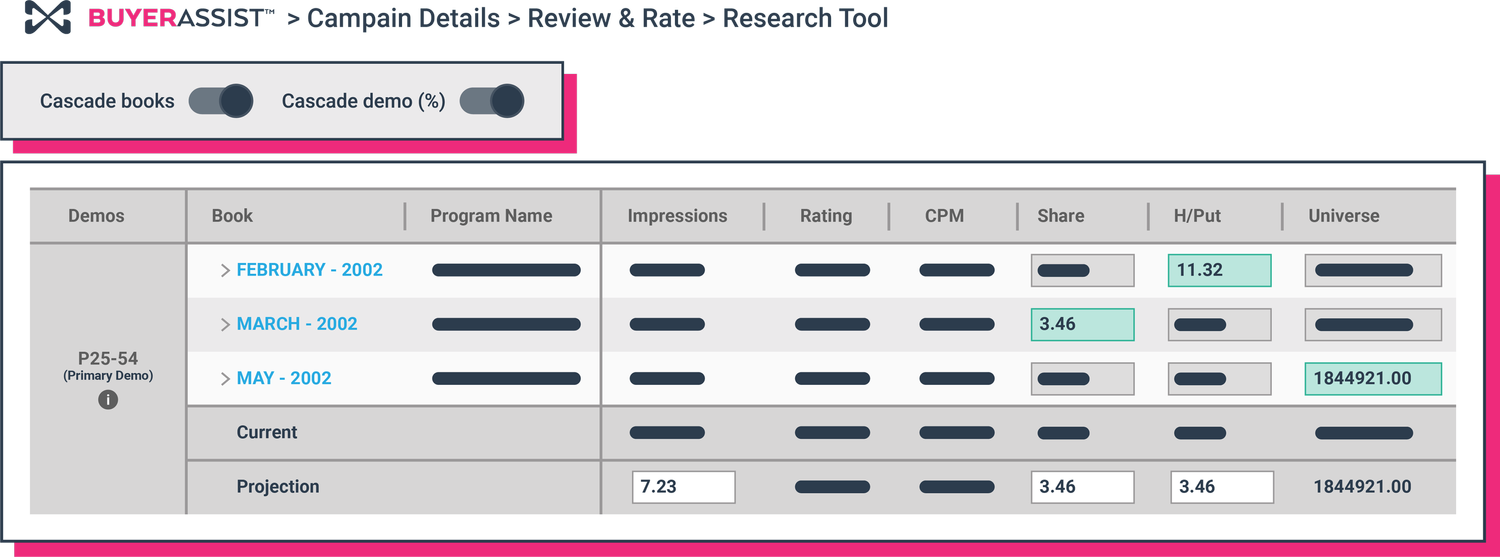 BUYERASSIST™ > Campain Details > Review & Rate > Research Tool
Cascade books Cascade demo (%)
Demos Book Program Name Impressions Rating CPM Share H/Put Universe
> FEBRUARY - 2002 11.32
> MARCH - 2002 3.46
P25-54
(Primary Demo)
> MAY - 2002 1844921.00
i
Current
Projection 7.23 3.46 3.46 1844921.00